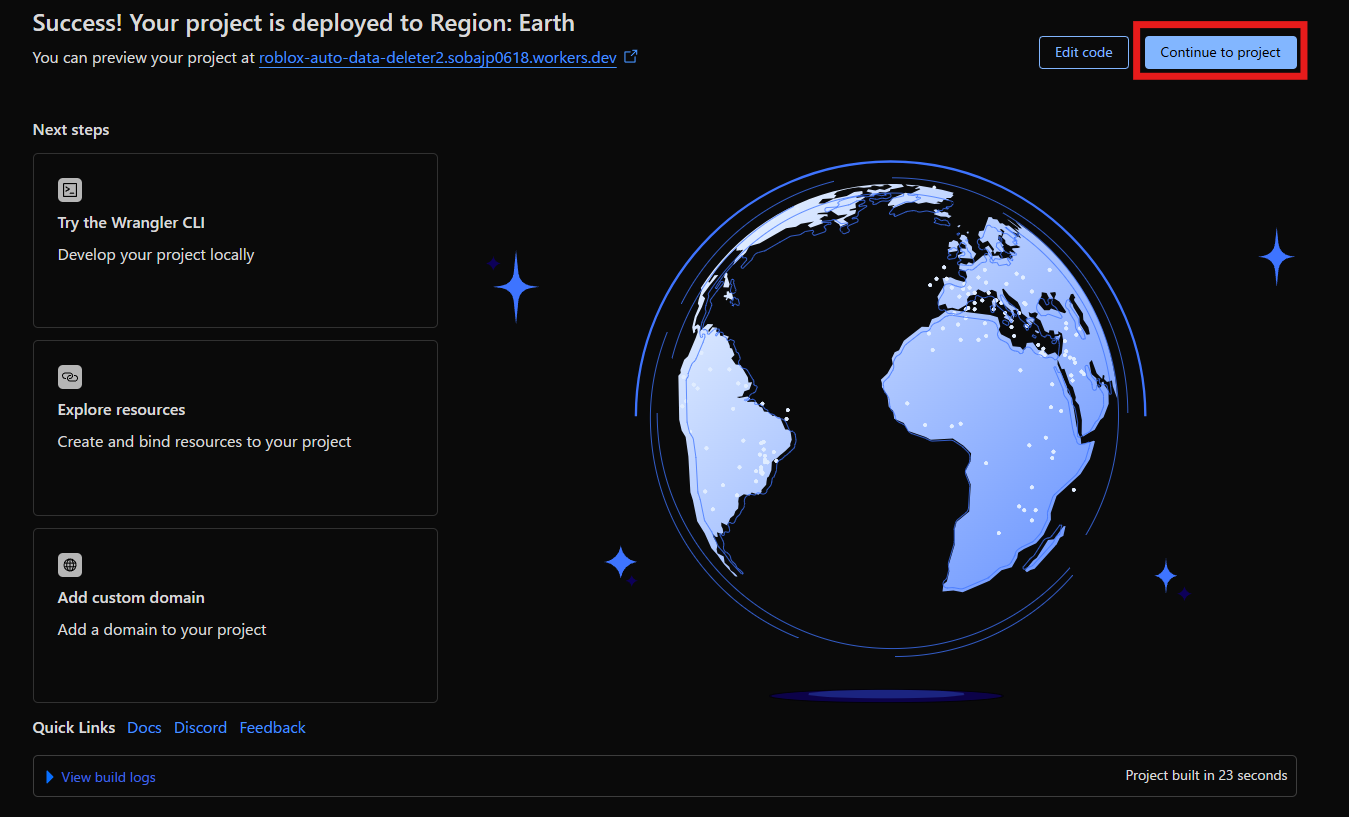 Success! Your project is deployed to Region: Earth
You can preview your project at roblox-auto-data-deleter2.sobajp0618.workers.dev
Edit code
Continue to project
Next steps
Try the Wrangler CLI
Develop your project locally
Explore resources
Create and bind resources to your project
Add custom domain
Add a domain to your project
Quick Links Docs Discord Feedback
View build logs
Project built in 23 seconds